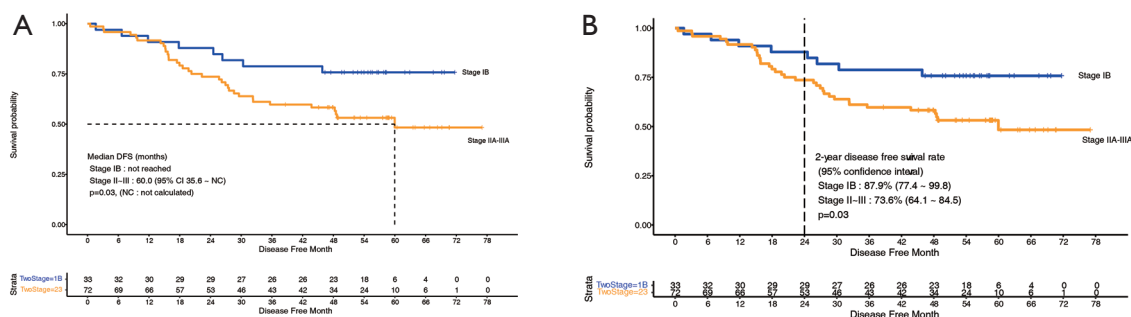 A
Survival probability
1.00
0.75
0.50
0.25
0.00
Stage IB
Stage IIA-IIIA
Median DFS (months)
Stage IB : not reached
Stage II~III : 60.0 (95% CI 35.6 ~ NC)
p=0.03, (NC : not calculated)
0 6 12 18 24 30 36 42 48 54 60 66 72 78
Disease Free Month
Strata
TwoStage=1B 33 32 30 29 29 27 26 26 23 18 6 4 0 0
TwoStage=23 72 69 66 57 53 46 43 42 34 24 10 6 1 0
0 6 12 18 24 30 36 42 48 54 60 66 72 78
Disease Free Month
B
Survival probability
1.00
0.75
0.50
0.25
0.00
Stage IB
Stage IIA-IIIA
2-year disease free survival rate
(95% confidence interval)
Stage IB : 87.9% (77.4 ~ 99.8)
Stage II~III : 73.6% (64.1 ~ 84.5)
p=0.03
0 6 12 18 24 30 36 42 48 54 60 66 72 78
Disease Free Month
Strata
TwoStage=1B 33 32 30 29 29 27 26 26 23 18 6 4 0 0
TwoStage=23 72 69 66 57 53 46 43 42 34 24 10 6 1 0
0 6 12 18 24 30 36 42 48 54 60 66 72 78
Disease Free Month